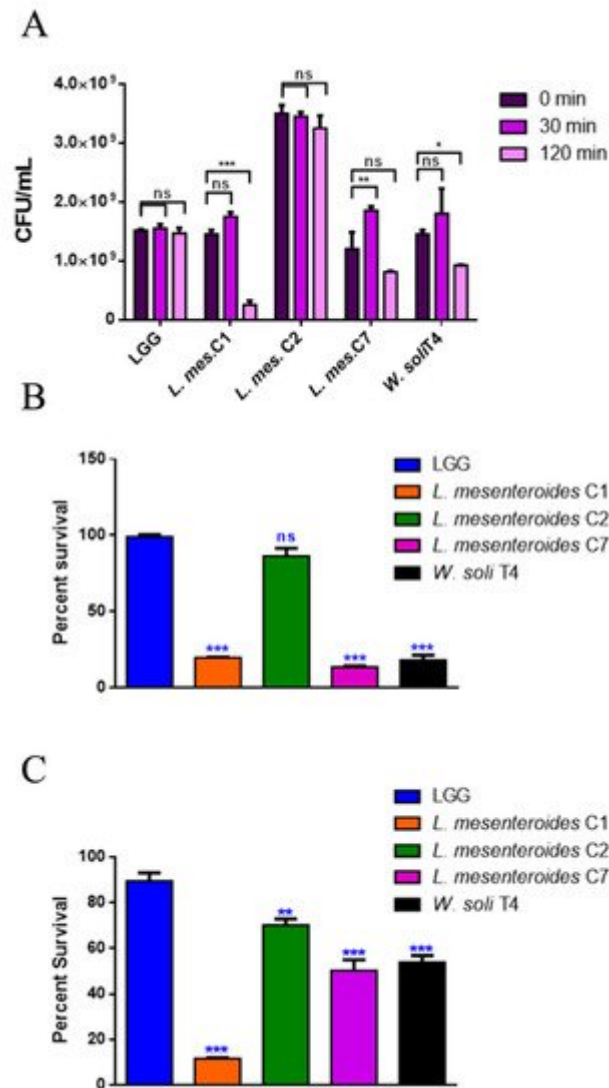 A
CFU/mL
4.0×10⁹
3.0×10⁹
2.0×10⁹
1.0×10⁹
0
ns
ns
***
ns
ns
**
ns
*
0 min
30 min
120 min
LGG
L. mes.C1
L. mes. C2
L. mes.C7
W. soliT4
B
Percent survival
150
100
50
0
***
ns
***
***
LGG
L. mesenteroides C1
L. mesenteroides C2
L. mesenteroides C7
W. soli T4
C
Percent Survival
100
80
60
40
20
0
***
**
***
***
LGG
L. mesenteroides C1
L. mesenteroides C2
L. mesenteroides C7
W. soli T4